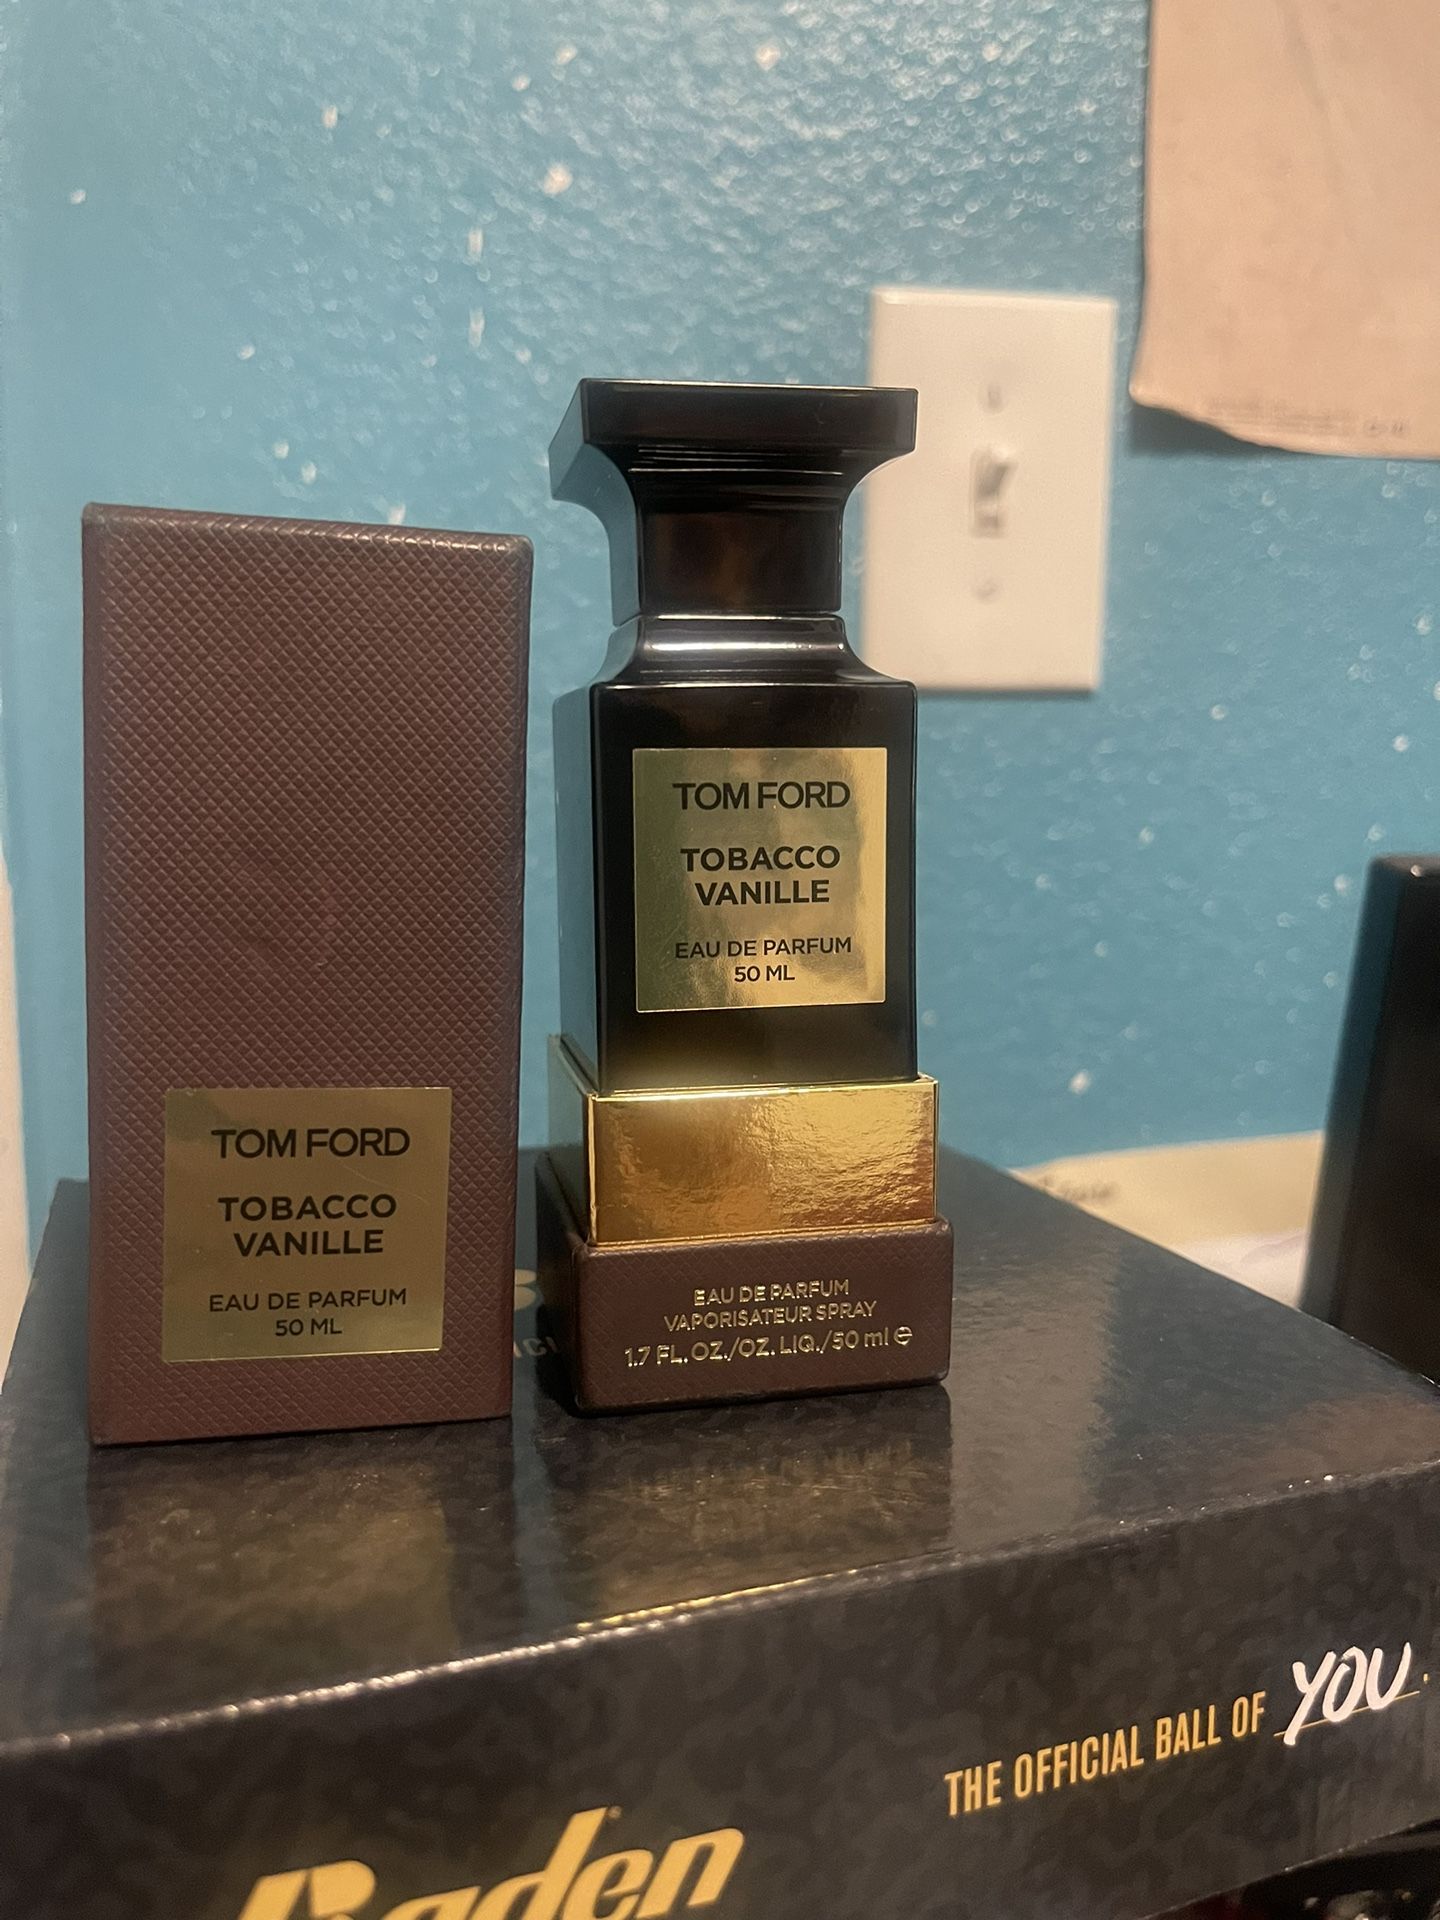 TOM FORD
TOBACCO
VANILLE
EAU DE PARFUM
50 ML
TOM FORD
TOBACCO
VANILLE
EAU DE PARFUM
50 ML
EAU DE PARFUM
VAPORISATEUR SPRAY
1.7 FL. OZ./OZ. LIQ./50 ml ℮
THE OFFICIAL BALL OF YOU.
Baden